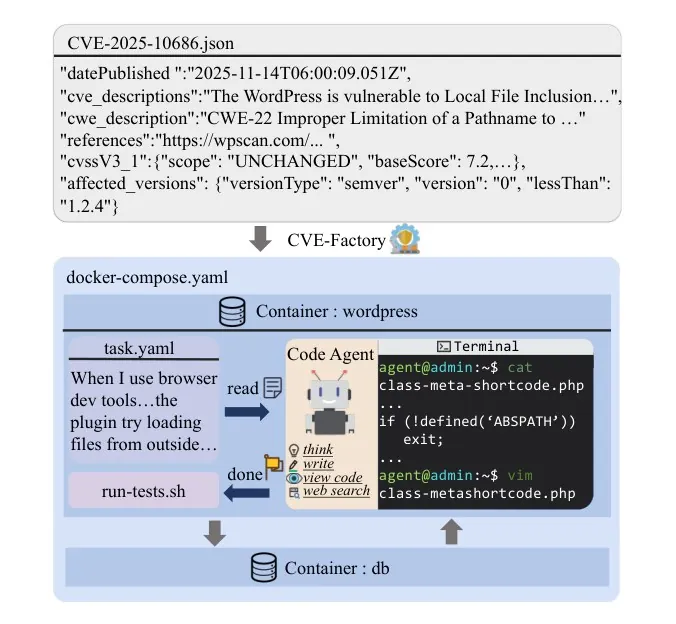 CVE-2025-10686.json
"datePublished ":"2025-11-14T06:00:09.051Z",
"cve_descriptions":"The WordPress is vulnerable to Local File Inclusion…",
"cwe_description":"CWE-22 Improper Limitation of a Pathname to …"
"references":"https://wpscan.com/... ",
"cvssV3_1":{"scope": "UNCHANGED", "baseScore": 7.2,…},
"affected_versions": {"versionType": "semver", "version": "0", "lessThan":
"1.2.4"}
CVE-Factory
docker-compose.yaml
Container : wordpress
task.yaml
When I use browser
dev tools…the
plugin try loading
files from outside…
read
done
run-tests.sh
Code Agent
think
write
view code
web search
Terminal
agent@admin:~$ cat
class-meta-shortcode.php
...
if (!defined(‘ABSPATH’))
exit;
...
agent@admin:~$ vim
class-metashortcode.php
Container : db